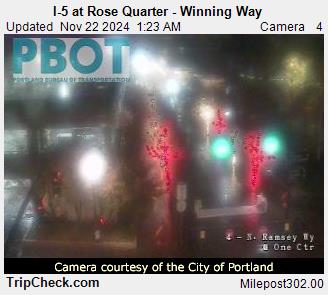 I-5 at Rose Quarter - Winning Way
Updated Nov 22 2024 1:23 AM Camera 4
PBOT
PORTLAND BUREAU OF TRANSPORTATION
4 - N. Ramsey Wy
@ One Ctr
Camera courtesy of the City of Portland
TripCheck.com Milepost302.00